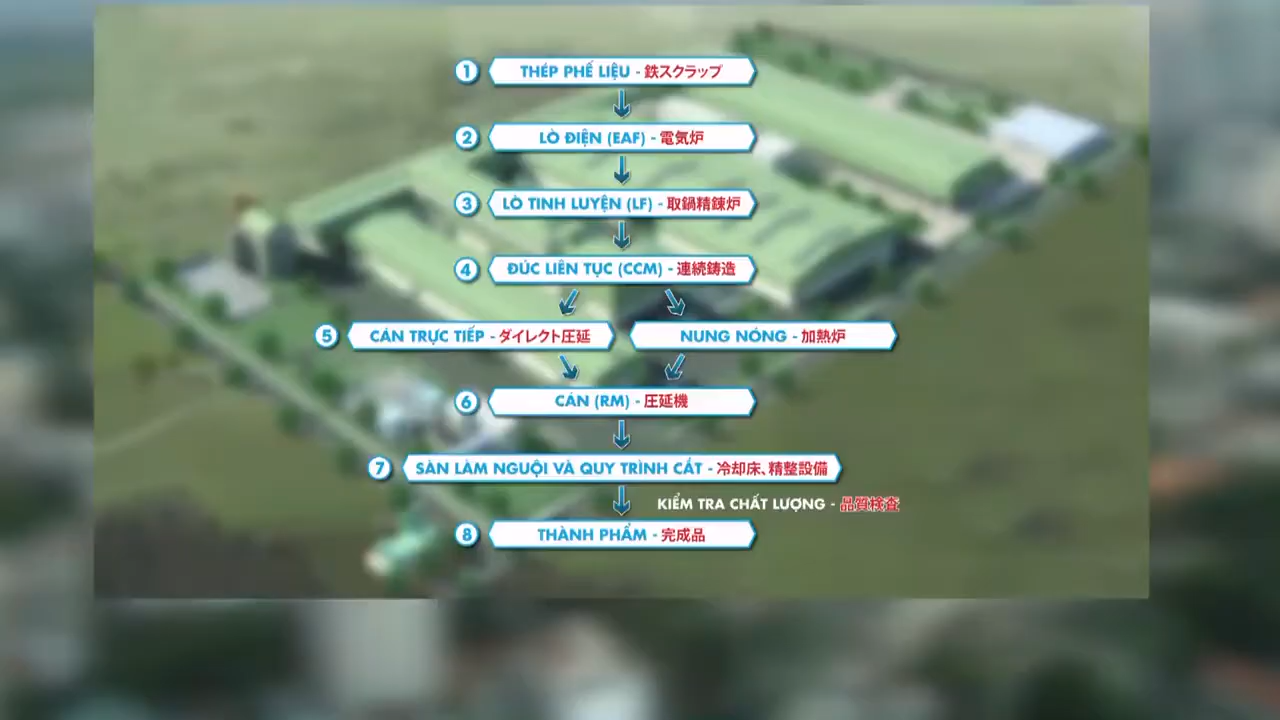 1 THÉP PHẾ LIỆU - 鉄スクラップ
2 LÒ ĐIỆN (EAF) - 電気炉
3 LÒ TINH LUYỆN (LF) - 取鍋精錬炉
4 ĐÚC LIÊN TỤC (CCM) - 連続鋳造
5 CÁN TRỰC TIẾP - ダイレクト圧延
NUNG NÓNG - 加熱炉
6 CÁN (RM) - 圧延機
7 SÀN LÀM NGUỘI VÀ QUY TRÌNH CẮT - 冷却床、精整設備
KIỂM TRA CHẤT LƯỢNG - 品質検査
8 THÀNH PHẨM - 完成品